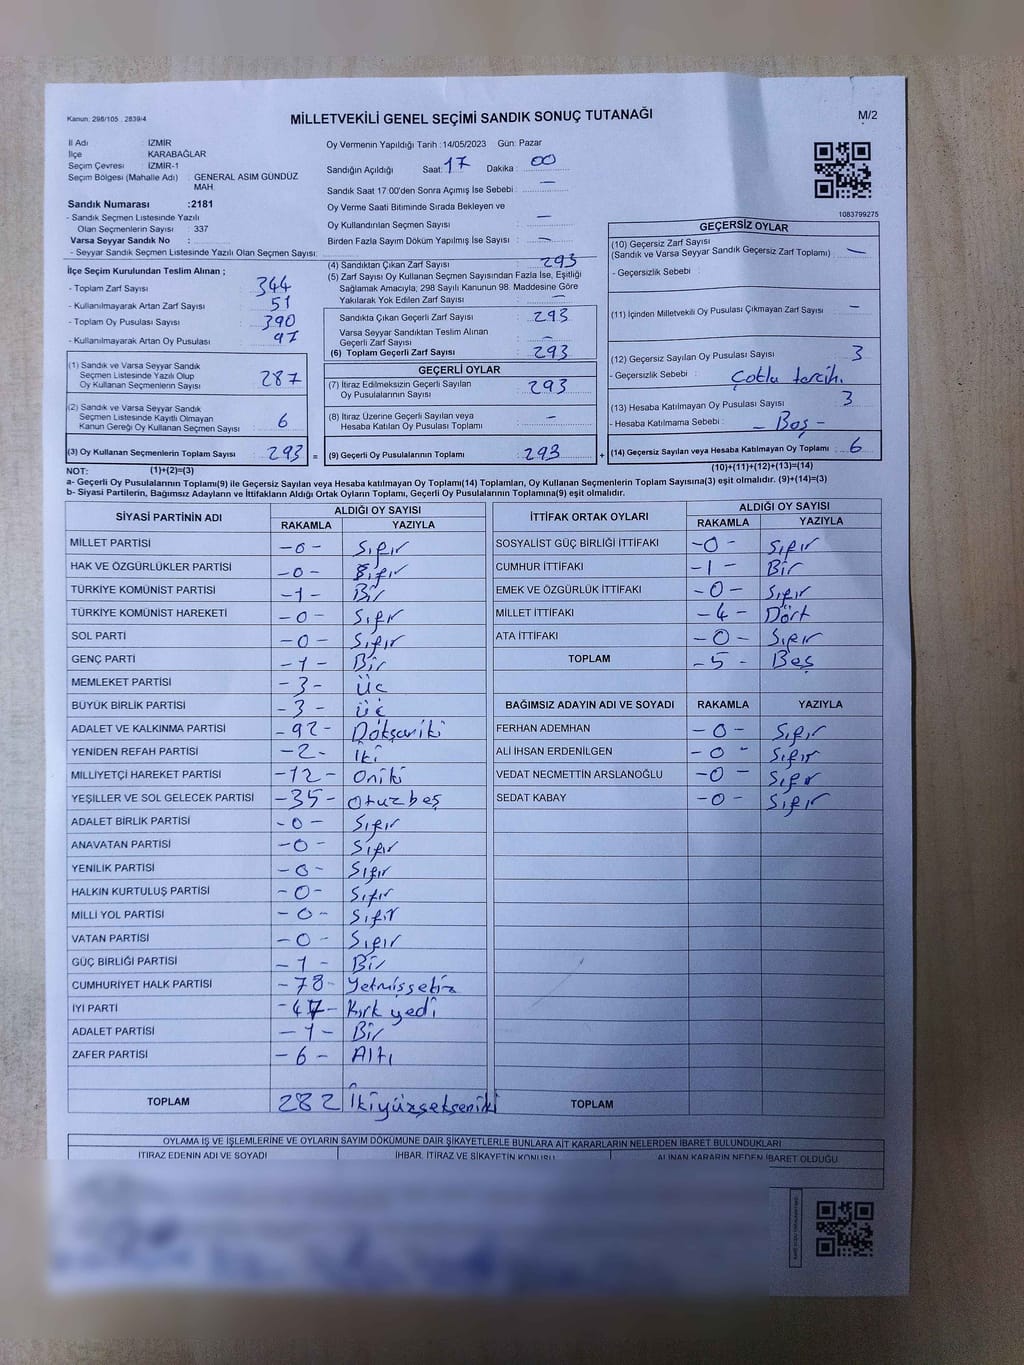 Kanun: 298/105 . 2839/4
MİLLETVEKİLİ GENEL SEÇİMİ SANDIK SONUÇ TUTANAĞI
M/2
İl Adı : İZMİR
İlçe : KARABAĞLAR
Seçim Çevresi : İZMİR-1
Seçim Bölgesi (Mahalle Adı) : GENERAL ASIM GÜNDÜZ
MAH.
Sandık Numarası :2181
- Sandık Seçmen Listesinde Yazılı
Olan Seçmenlerin Sayısı : 337
Varsa Seyyar Sandık No :
- Seyyar Sandık Seçmen Listesinde Yazılı Olan Seçmen Sayısı:
Oy Vermenin Yapıldığı Tarih :14/05/2023 Gün: Pazar
Sandığın Açıldığı Saat: 17 Dakika : 00
Sandık Saat 17:00'den Sonra Açımış İse Sebebi : —
Oy Verme Saati Bitiminde Sırada Bekleyen ve
Oy Kullandırılan Seçmen Sayısı : —
Birden Fazla Sayım Döküm Yapılmış İse Sayısı : —
1083799275
İlçe Seçim Kurulundan Teslim Alınan ;
- Toplam Zarf Sayısı : 344
- Kullanılmayarak Artan Zarf Sayısı : 51
- Toplam Oy Pusulası Sayısı : 390
- Kullanılmayarak Artan Oy Pusulası : 97
(1) Sandık ve Varsa Seyyar Sandık
Seçmen Listesinde Yazılı Olup
Oy Kullanan Seçmenlerin Sayısı : 287
(2) Sandık ve Varsa Seyyar Sandık
Seçmen Listesinde Kayıtlı Olmayan
Kanun Gereği Oy Kullanan Seçmen Sayısı : 6
(3) Oy Kullanan Seçmenlerin Toplam Sayısı : 293 =
(4) Sandıktan Çıkan Zarf Sayısı : 293
(5) Zarf Sayısı Oy Kullanan Seçmen Sayısından Fazla İse, Eşitliği
Sağlamak Amacıyla; 298 Sayılı Kanunun 98. Maddesine Göre
Yakılarak Yok Edilen Zarf Sayısı : —
Sandıkta Çıkan Geçerli Zarf Sayısı : 293
Varsa Seyyar Sandıktan Teslim Alınan
Geçerli Zarf Sayısı : —
(6) Toplam Geçerli Zarf Sayısı : 293
GEÇERLİ OYLAR
(7) İtiraz Edilmeksizin Geçerli Sayılan
Oy Pusulalarının Sayısı : 293
(8) İtiraz Üzerine Geçerli Sayılan veya
Hesaba Katılan Oy Pusulası Toplamı : —
(9) Geçerli Oy Pusulalarının Toplamı : 293 +
GEÇERSİZ OYLAR
(10) Geçersiz Zarf Sayısı
(Sandık ve Varsa Seyyar Sandık Geçersiz Zarf Toplamı) : —
- Geçersizlik Sebebi :
(11) İçinden Milletvekili Oy Pusulası Çıkmayan Zarf Sayısı : —
(12) Geçersiz Sayılan Oy Pusulası Sayısı : 3
- Geçersizlik Sebebi : Çoklu tercih.
(13) Hesaba Katılmayan Oy Pusulası Sayısı : 3
- Hesaba Katılmama Sebebi : - Boş -
(14) Geçersiz Sayılan veya Hesaba Katılmayan Oy Toplamı : 6
NOT: (1)+(2)=(3) (10)+(11)+(12)+(13)=(14)
a- Geçerli Oy Pusulalarının Toplamı(9) ile Geçersiz Sayılan veya Hesaba katılmayan Oy Toplamı(14) Toplamları, Oy Kullanan Seçmenlerin Toplam Sayısına(3) eşit olmalıdır. (9)+(14)=(3)
b- Siyasi Partilerin, Bağımsız Adayların ve İttifakların Aldığı Ortak Oyların Toplamı, Geçerli Oy Pusulalarının Toplamına(9) eşit olmalıdır.
SİYASİ PARTİNİN ADI ALDIĞI OY SAYISI
RAKAMLA YAZIYLA
MİLLET PARTİSİ -0- Sıfır
HAK VE ÖZGÜRLÜKLER PARTİSİ -0- Sıfır
TÜRKİYE KOMÜNİST PARTİSİ -1- Bir
TÜRKİYE KOMÜNİST HAREKETİ -0- Sıfır
SOL PARTİ -0- Sıfır
GENÇ PARTİ -1- Bir
MEMLEKET PARTİSİ -3- Üç
BÜYÜK BİRLİK PARTİSİ -3- Üç
ADALET VE KALKINMA PARTİSİ -92- Doksaniki
YENİDEN REFAH PARTİSİ -2- İki
MİLLİYETÇİ HAREKET PARTİSİ -12- Oniki
YEŞİLLER VE SOL GELECEK PARTİSİ -35- Otuzbeş
ADALET BİRLİK PARTİSİ -0- Sıfır
ANAVATAN PARTİSİ -0- Sıfır
YENİLİK PARTİSİ -0- Sıfır
HALKIN KURTULUŞ PARTİSİ -0- Sıfır
MİLLİ YOL PARTİSİ -0- Sıfır
VATAN PARTİSİ -0- Sıfır
GÜÇ BİRLİĞİ PARTİSİ -1- Bir
CUMHURİYET HALK PARTİSİ -78- Yetmişsekiz
İYİ PARTİ -47- Kırk yedi
ADALET PARTİSİ -1- Bir
ZAFER PARTİSİ -6- Altı
TOPLAM 282 İkiyüzsekseniki
İTTİFAK ORTAK OYLARI ALDIĞI OY SAYISI
RAKAMLA YAZIYLA
SOSYALİST GÜÇ BİRLİĞİ İTTİFAKI -0- Sıfır
CUMHUR İTTİFAKI -1- Bir
EMEK VE ÖZGÜRLÜK İTTİFAKI -0- Sıfır
MİLLET İTTİFAKI -4- Dört
ATA İTTİFAKI -0- Sıfır
TOPLAM -5- Beş
BAĞIMSIZ ADAYIN ADI VE SOYADI RAKAMLA YAZIYLA
FERHAN ADEMHAN -0- Sıfır
ALİ İHSAN ERDENİLGEN -0- Sıfır
VEDAT NECMETTİN ARSLANOĞLU -0- Sıfır
SEDAT KABAY -0- Sıfır
TOPLAM
OYLAMA İŞ VE İŞLEMLERİNE VE OYLARIN SAYIM DÖKÜMÜNE DAİR ŞİKAYETLERLE BUNLARA AİT KARARLARIN NELERDEN İBARET BULUNDUKLARI
İTİRAZ EDENİN ADI VE SOYADI İHBAR, İTİRAZ VE ŞİKAYETİN KONUSU ALINAN KARARIN NEDEN İBARET OLDUĞU